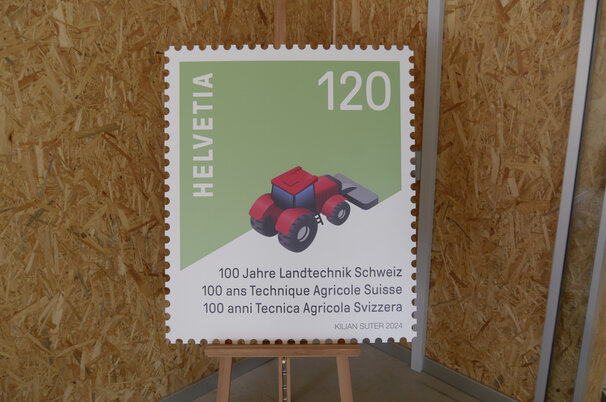 HELVETIA
120
100 Jahre Landtechnik Schweiz
100 ans Technique Agricole Suisse
100 anni Tecnica Agricola Svizzera
KILIAN SUTER 2024